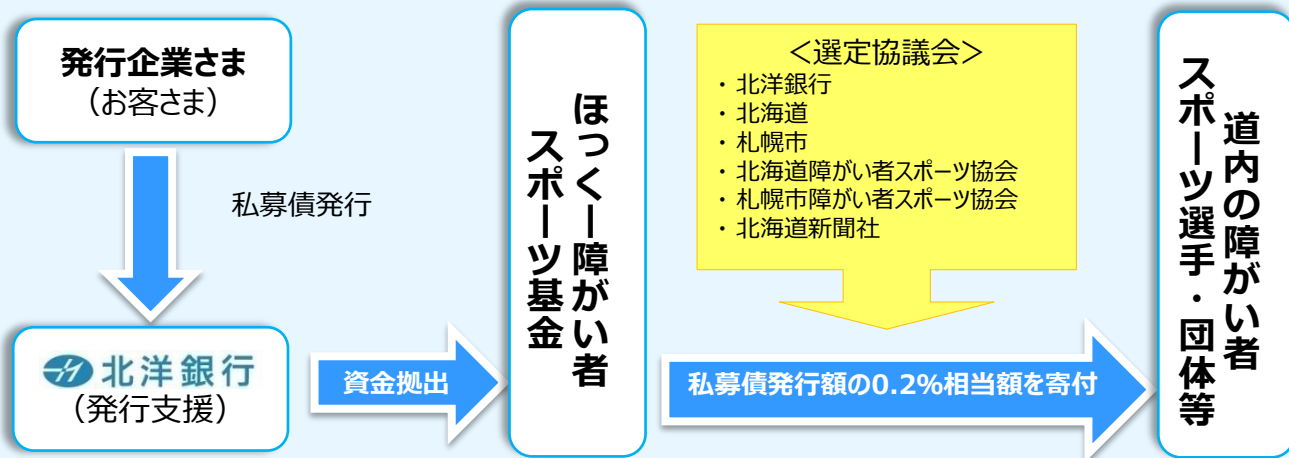 発行企業さま
（お客さま）
私募債発行
北洋銀行
（発行支援）
資金拠出
ほっくー障がい者
スポーツ基金
＜選定協議会＞
・北洋銀行
・北海道
・札幌市
・北海道障がい者スポーツ協会
・札幌市障がい者スポーツ協会
・北海道新聞社
私募債発行額の0.2%相当額を寄付
道内の障がい者
スポーツ選手・団体等